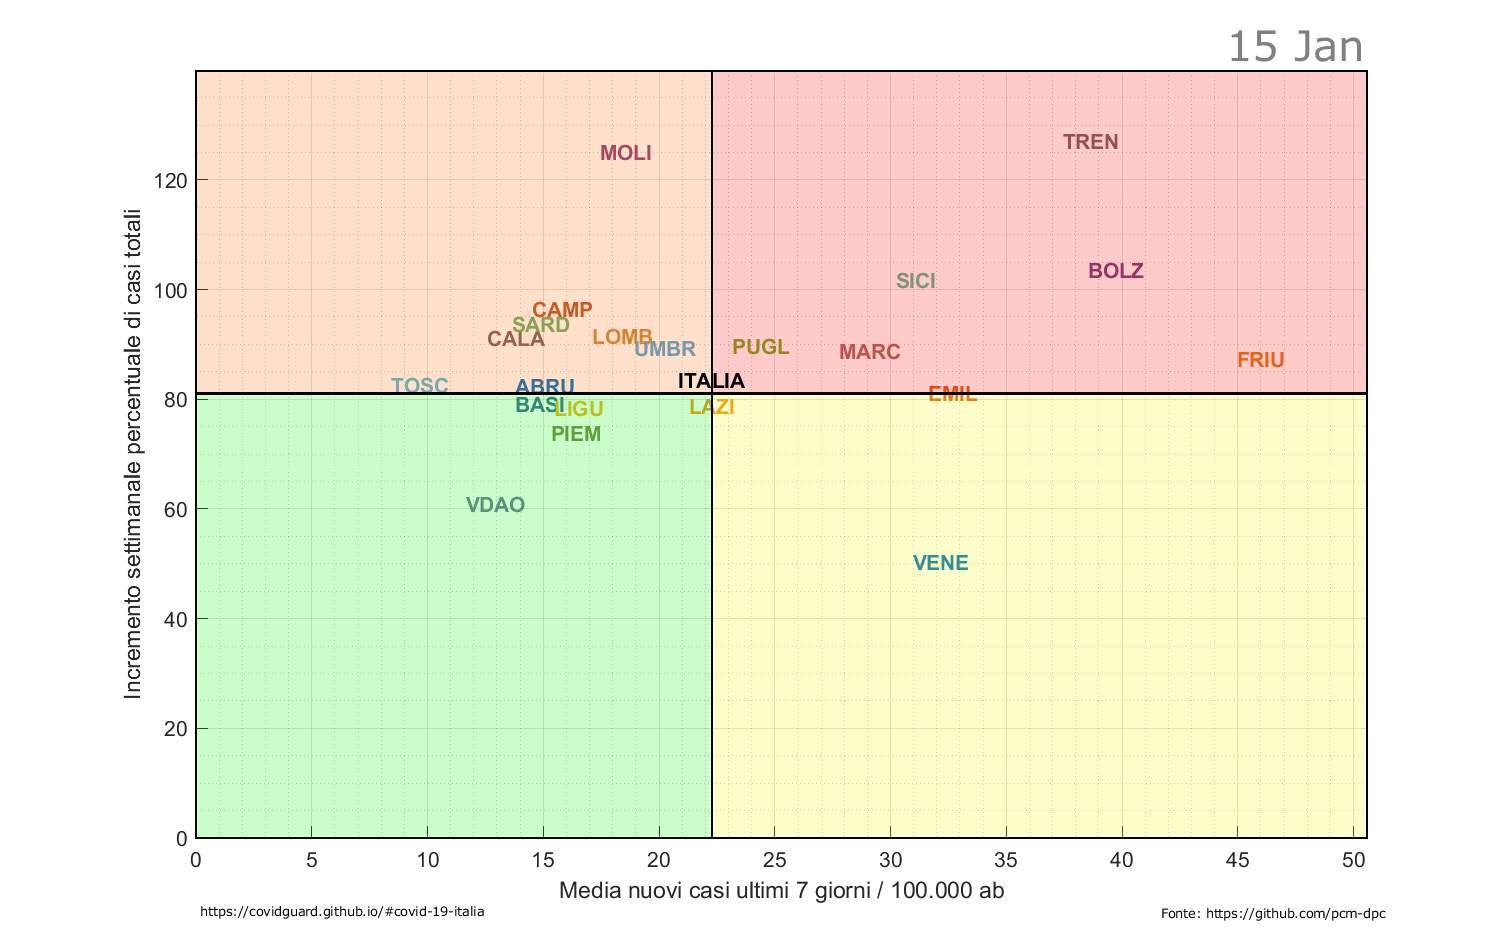 15 Jan
Incremento settimanale percentuale di casi totali
120
100
80
60
40
20
0
TREN
MOLI
BOLZ
SICI
CAMP
SARD
CALA
LOMB
UMBR
PUGL
MARC
FRIU
ITALIA
TOSC
ABRU
EMIL
BASI
LIGU
LAZI
PIEM
VDAO
VENE
0 5 10 15 20 25 30 35 40 45 50
Media nuovi casi ultimi 7 giorni / 100.000 ab
https://covidguard.github.io/#covid-19-italia
Fonte: https://github.com/pcm-dpc